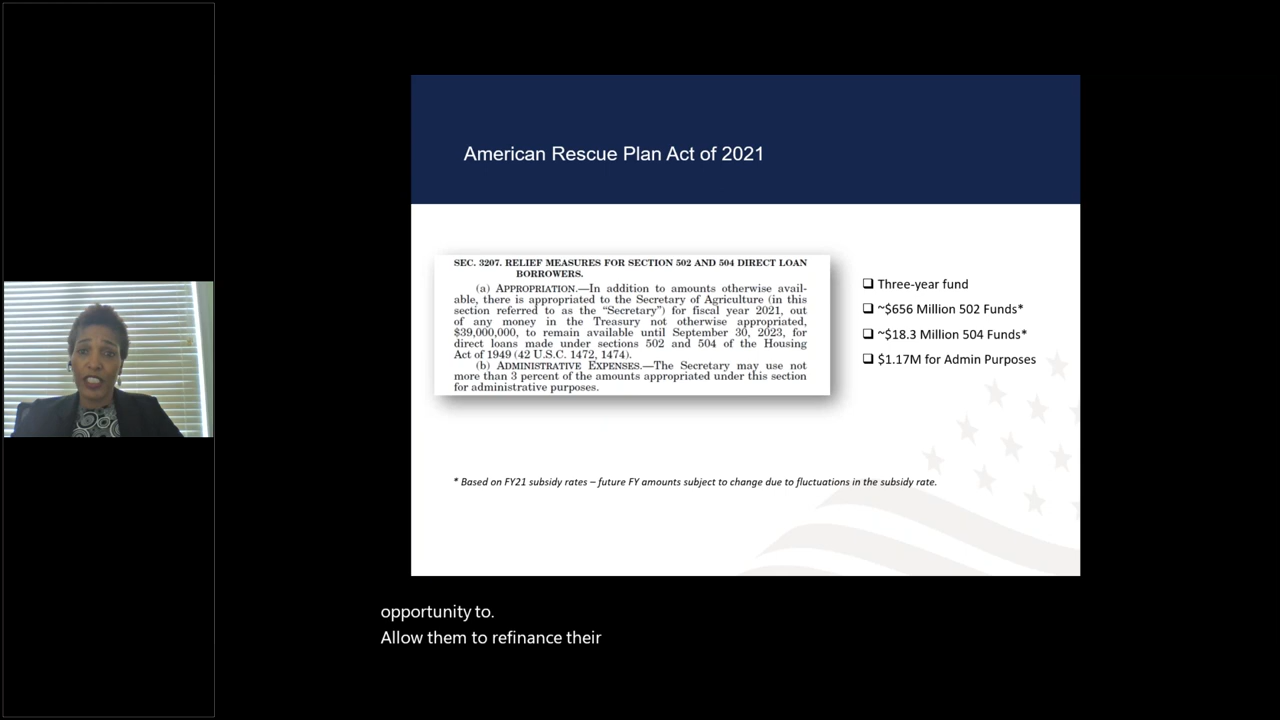 American Rescue Plan Act of 2021
SEC. 3207. RELIEF MEASURES FOR SECTION 502 AND 504 DIRECT LOAN
BORROWERS.
(a) APPROPRIATION.—In addition to amounts otherwise avail-
able, there is appropriated to the Secretary of Agriculture (in this
section referred to as the “Secretary”) for fiscal year 2021, out
of any money in the Treasury not otherwise appropriated,
$39,000,000, to remain available until September 30, 2023, for
direct loans made under sections 502 and 504 of the Housing
Act of 1949 (42 U.S.C. 1472, 1474).
(b) ADMINISTRATIVE EXPENSES.—The Secretary may use not
more than 3 percent of the amounts appropriated under this section
for administrative purposes.
Three-year fund
~$656 Million 502 Funds*
~$18.3 Million 504 Funds*
$1.17M for Admin Purposes
* Based on FY21 subsidy rates – future FY amounts subject to change due to fluctuations in the subsidy rate.
opportunity to.
Allow them to refinance their